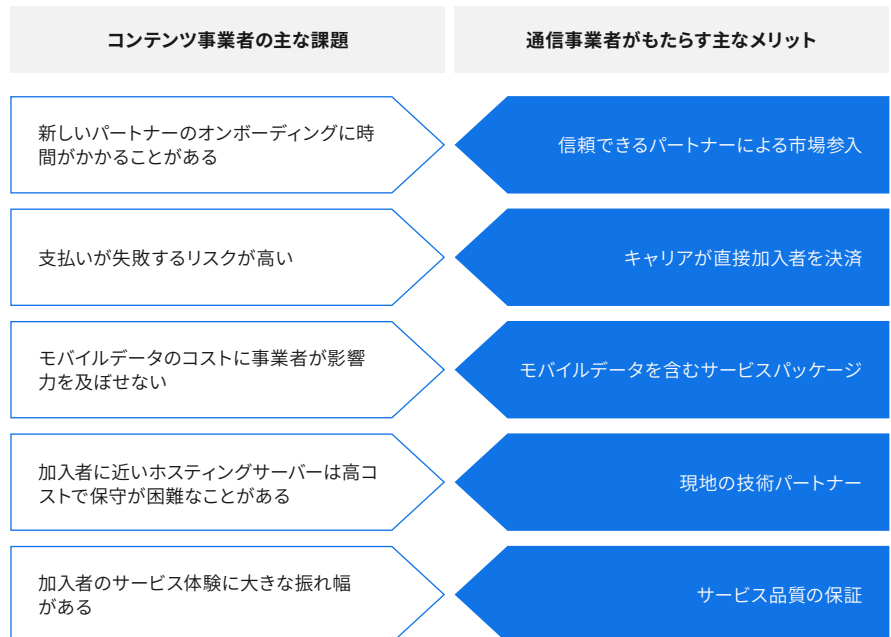 コンテンツ事業者の主な課題
通信事業者がもたらす主なメリット
新しいパートナーのオンボーディングに時
間がかかることがある
信頼できるパートナーによる市場参入
支払いが失敗するリスクが高い
キャリアが直接加入者を決済
モバイルデータのコストに事業者が影響
力を及ぼせない
モバイルデータを含むサービスパッケージ
加入者に近いホスティングサーバーは高コ
ストで保守が困難なことがある
現地の技術パートナー
加入者のサービス体験に大きな振れ幅
がある
サービス品質の保証